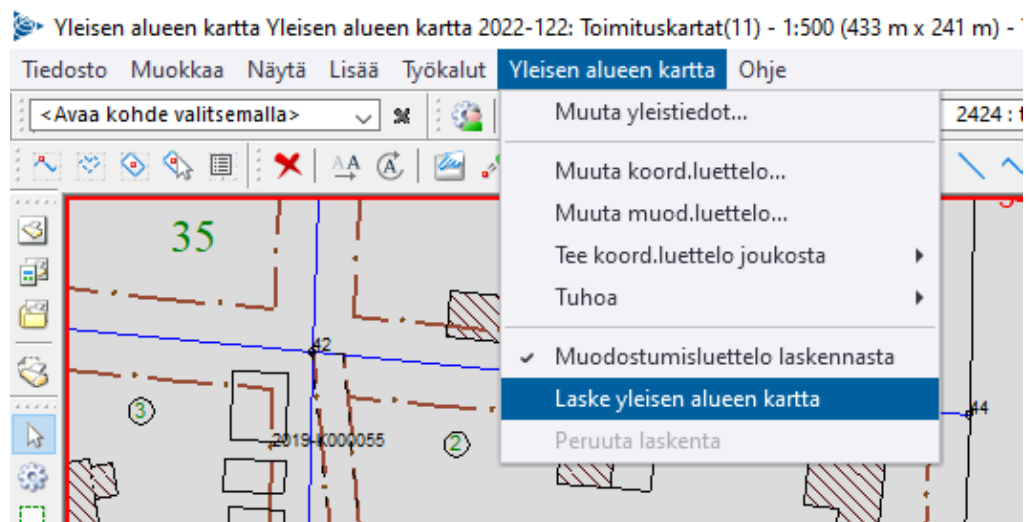 Yleisen alueen kartta Yleisen alueen kartta 2022-122: Toimituskartat(11) - 1:500 (433 m x 241 m) -
Tiedosto Muokkaa Näytä Lisää Työkalut Yleisen alueen kartta Ohje
<Avaa kohde valitsemalla>
2424 : t
Muuta yleistiedot...
Muuta koord.luettelo...
Muuta muod.luettelo...
Tee koord.luettelo joukosta
Tuhoa
Muodostumisluettelo laskennasta
Laske yleisen alueen kartta
Peruuta laskenta
35
42
44
3
2019-K000055
2